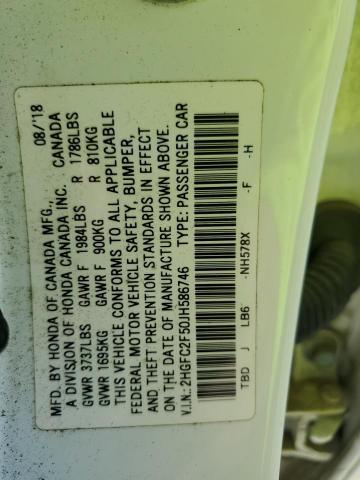 MFD. BY HONDA OF CANADA MFG., 08/'18
A DIVISION OF HONDA CANADA INC. CANADA
GVWR 3737LBS GAWR F 1984LBS R 1786LBS
GVWR 1695KG GAWR F 900KG R 810KG
THIS VEHICLE CONFORMS TO ALL APPLICABLE
FEDERAL MOTOR VEHICLE SAFETY, BUMPER,
AND THEFT PREVENTION STANDARDS IN EFFECT
ON THE DATE OF MANUFACTURE SHOWN ABOVE.
V.I.N.: 2HGFC2F50JH586746 TYPE: PASSENGER CAR
TBD J LB6 -NH578X -F -H